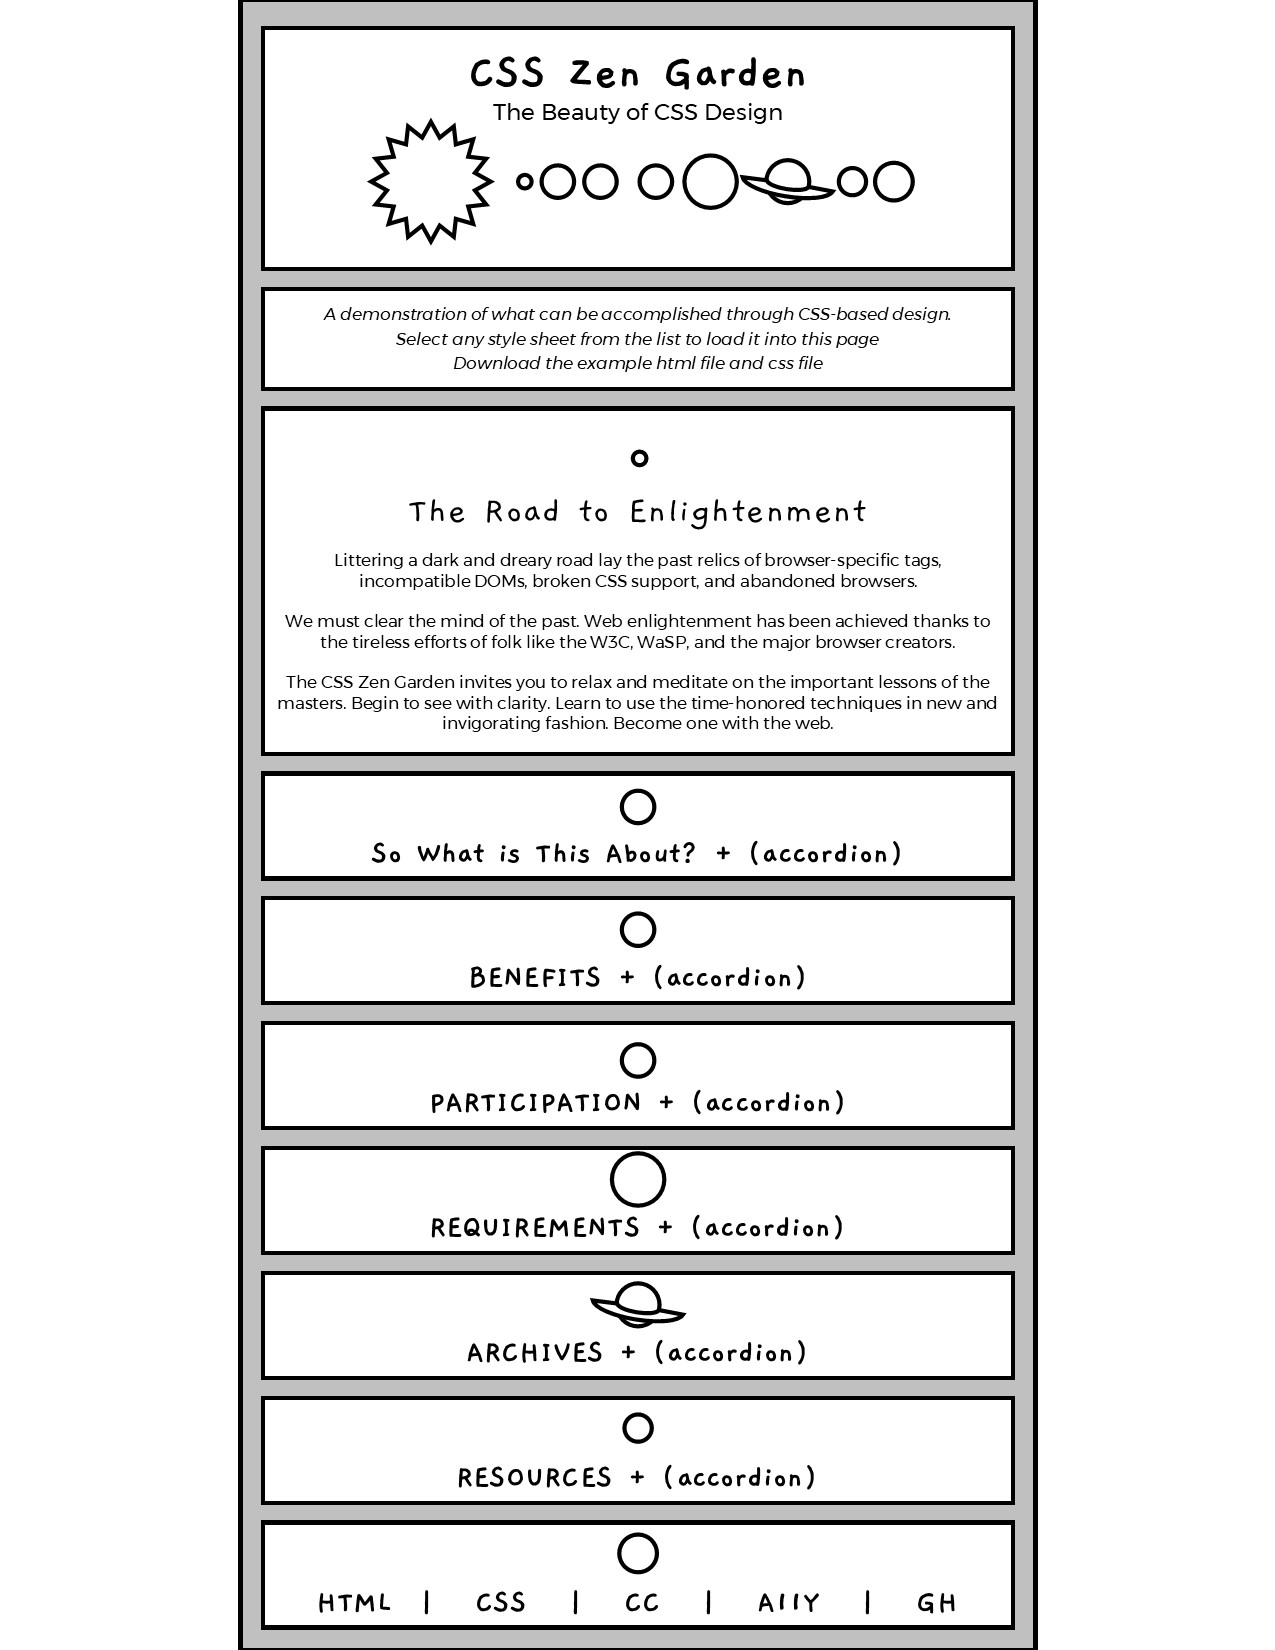 CSS Zen Garden
The Beauty of CSS Design
A demonstration of what can be accomplished through CSS-based design.
Select any style sheet from the list to load it into this page
Download the example html file and css file
The Road to Enlightenment
Littering a dark and dreary road lay the past relics of browser-specific tags,
incompatible DOMs, broken CSS support, and abandoned browsers.
We must clear the mind of the past. Web enlightenment has been achieved thanks to
the tireless efforts of folk like the W3C, WaSP, and the major browser creators.
The CSS Zen Garden invites you to relax and meditate on the important lessons of the
masters. Begin to see with clarity. Learn to use the time-honored techniques in new and
invigorating fashion. Become one with the web.
So What is This About? + (accordion)
BENEFITS + (accordion)
PARTICIPATION + (accordion)
REQUIREMENTS + (accordion)
ARCHIVES + (accordion)
RESOURCES + (accordion)
HTML | CSS | CC | A11Y | GH